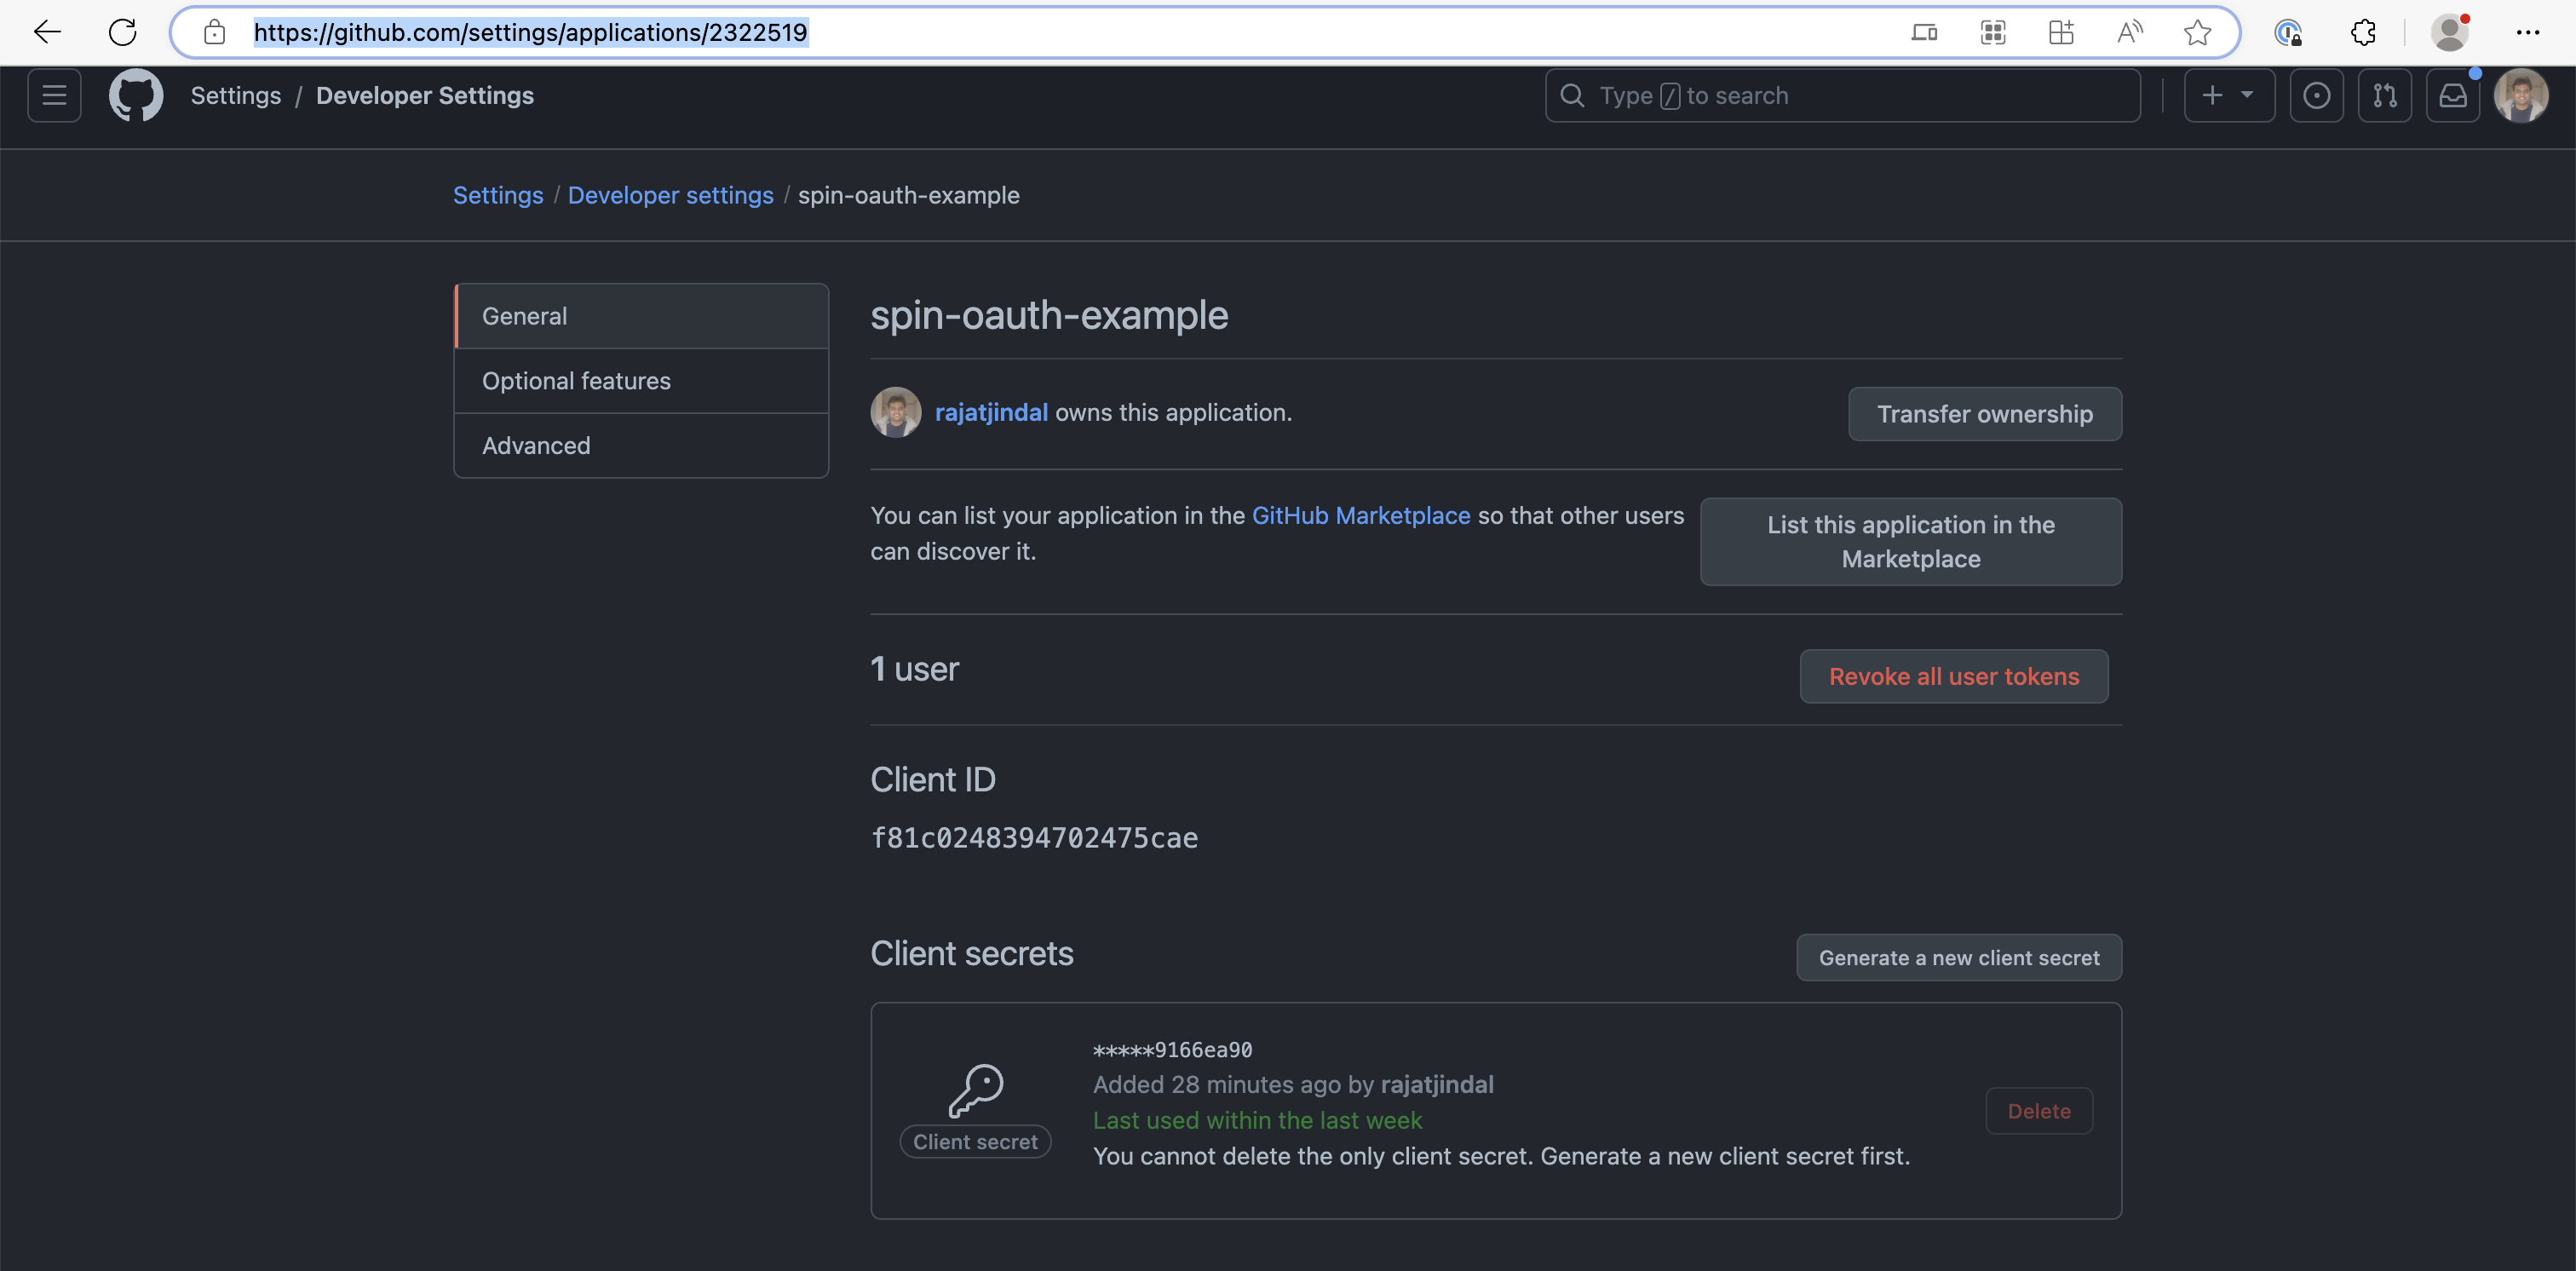 https://github.com/settings/applications/2322519
Settings / Developer Settings
Type / to search
Settings / Developer settings / spin-oauth-example
General
Optional features
Advanced
spin-oauth-example
rajatjindal owns this application.
Transfer ownership
You can list your application in the GitHub Marketplace so that other users
can discover it.
List this application in the
Marketplace
1 user
Revoke all user tokens
Client ID
f81c0248394702475cae
Client secrets
Generate a new client secret
*****9166ea90
Added 28 minutes ago by rajatjindal
Last used within the last week
You cannot delete the only client secret. Generate a new client secret first.
Client secret
Delete